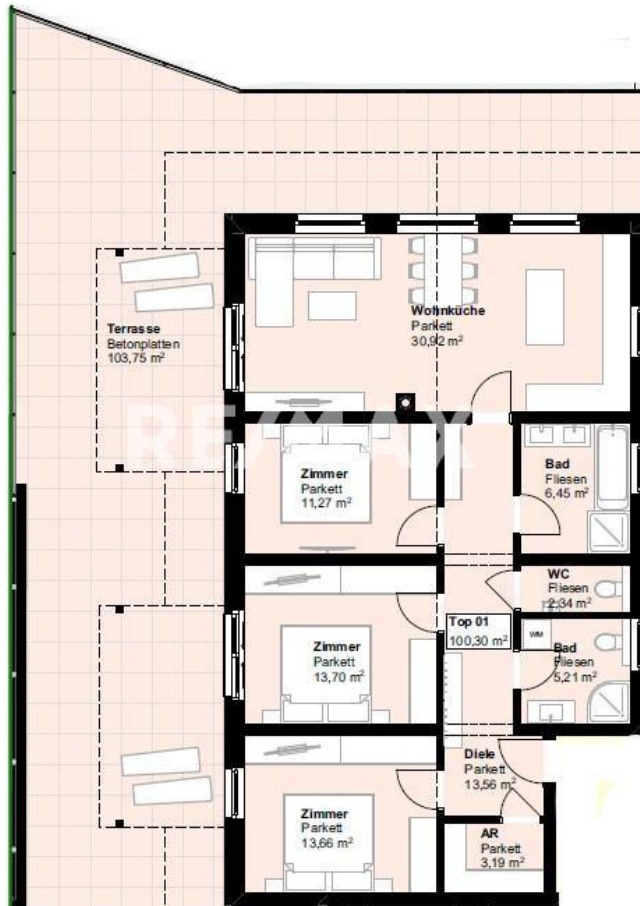 Wohnküche
Parkett
30,92 m²
Terrasse
Betonplatten
103,75 m²
RE/MAX
Zimmer
Parkett
11,27 m²
Bad
Fliesen
6,45 m²
WC
Fliesen
2,34 m²
Top 01
100,30 m²
WM
Zimmer
Parkett
13,70 m²
Bad
Fliesen
5,21 m²
Diele
Parkett
13,56 m²
Zimmer
Parkett
13,66 m²
AR
Parkett
3,19 m²